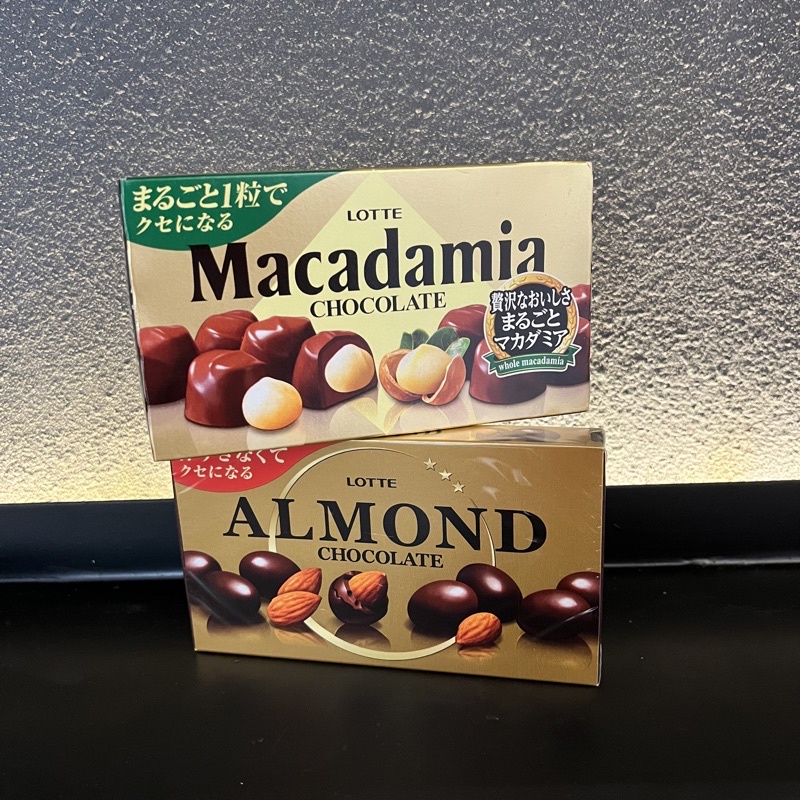 まるごと1粒で
クセになる
LOTTE
Macadamia
CHOCOLATE
贅沢なおいしさ
まるごと
マカダミア
whole macadamia
クセになる
LOTTE
ALMOND
CHOCOLATE